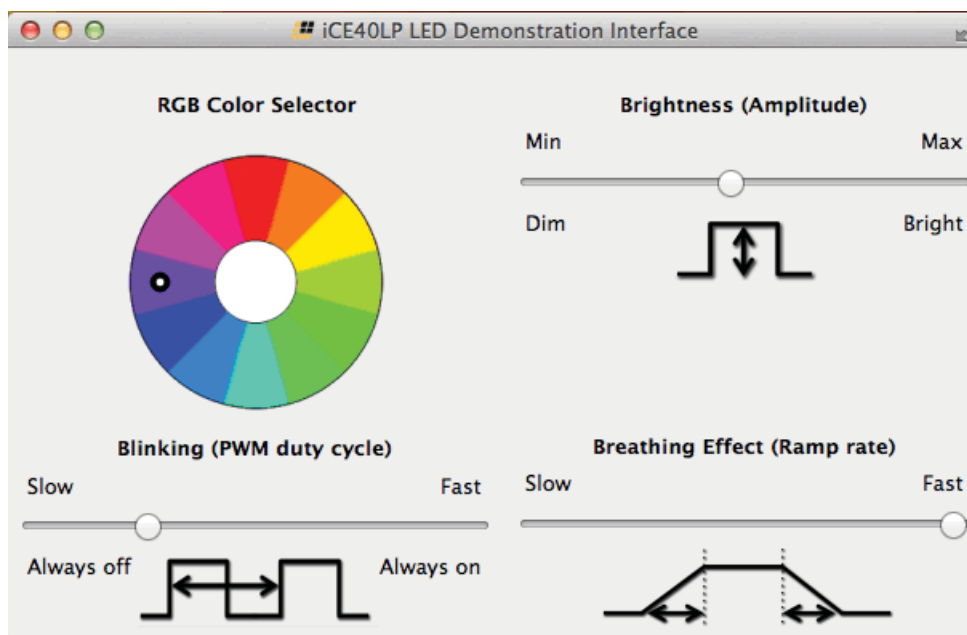 iCE40LP LED Demonstration Interface
RGB Color Selector
Brightness (Amplitude)
Min Max
Dim Bright
Blinking (PWM duty cycle)
Slow Fast
Always off Always on
Breathing Effect (Ramp rate)
Slow Fast